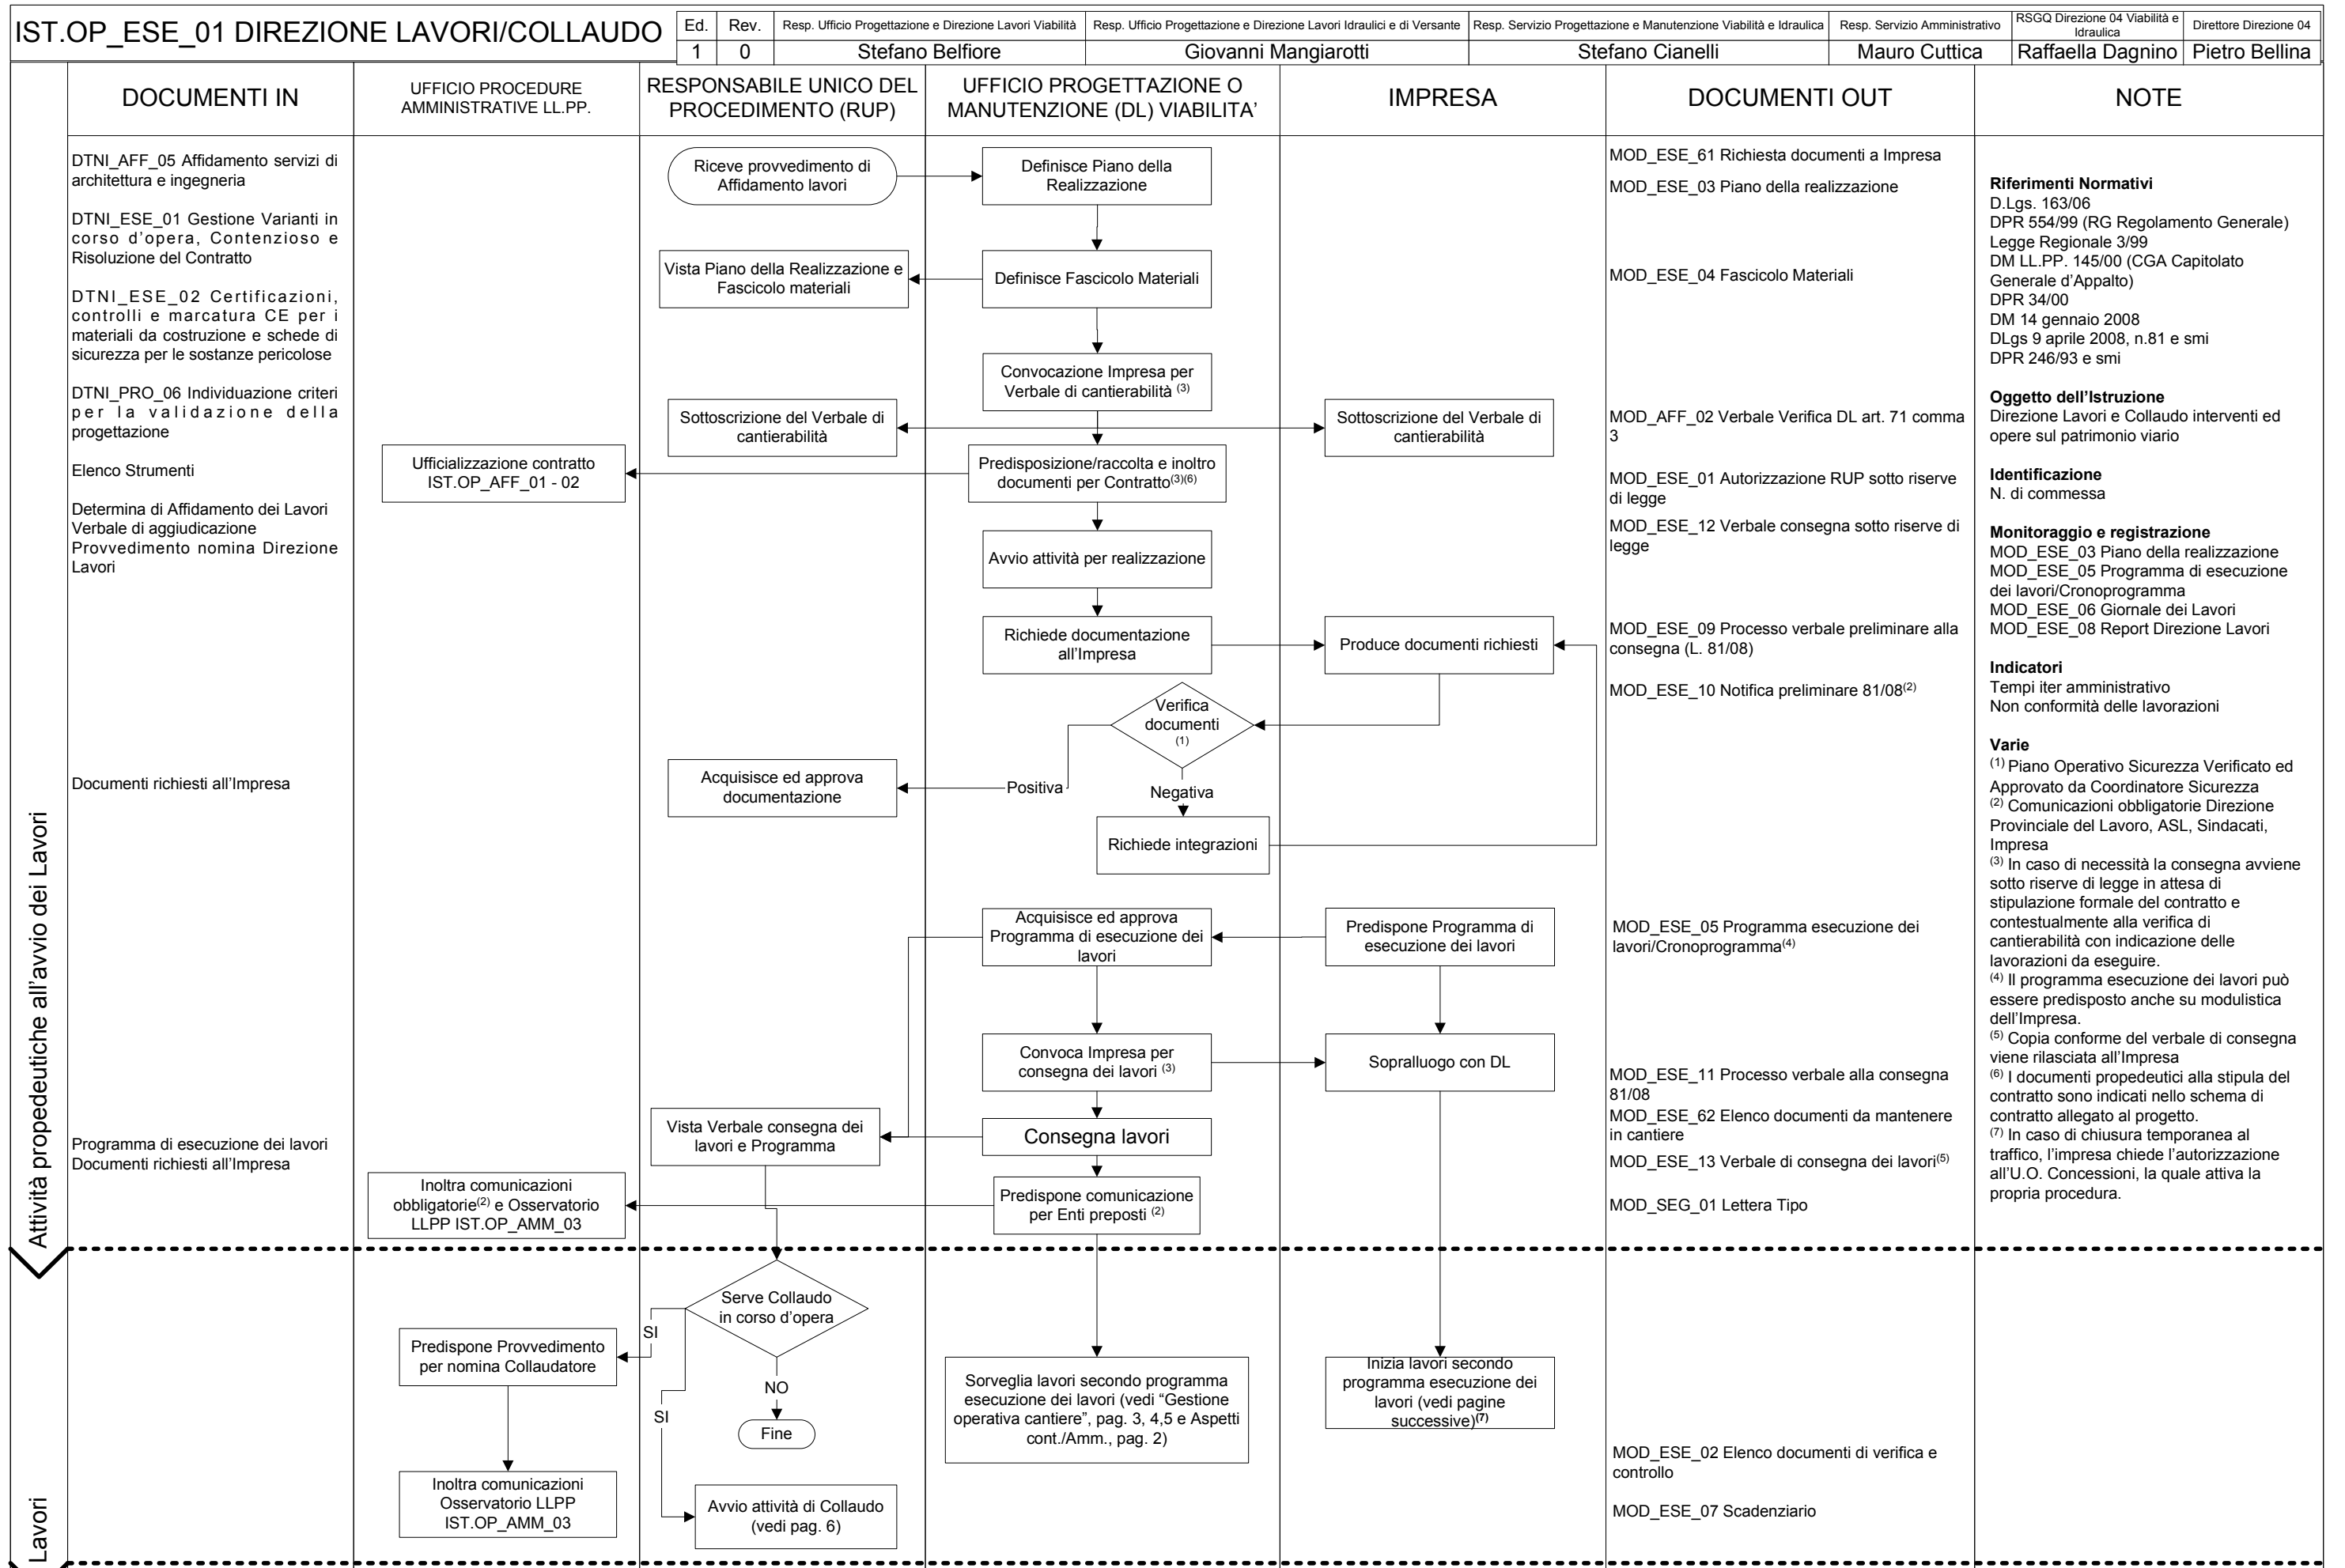 IST.OP_ESE_01 DIREZIONE LAVORI/COLLAUDO
Ed.
Rev.
Resp. Ufficio Progettazione e Direzione Lavori Viabilità
Resp. Ufficio Progettazione e Direzione Lavori Idraulici e di Versante
Resp. Servizio Progettazione e Manutenzione Viabilità e Idraulica
Resp. Servizio Amministrativo
RSGQ Direzione 04 Viabilità e
Idraulica
Direttore Direzione 04
1
0
Stefano Belfiore
Giovanni Mangiarotti
Stefano Cianelli
Mauro Cuttica
Raffaella Dagnino
Pietro Bellina
DOCUMENTI IN
UFFICIO PROCEDURE
AMMINISTRATIVE LL.PP.
RESPONSABILE UNICO DEL
PROCEDIMENTO (RUP)
UFFICIO PROGETTAZIONE O
MANUTENZIONE (DL) VIABILITA’
IMPRESA
DOCUMENTI OUT
NOTE
Attività propedeutiche all’avvio dei Lavori
DTNI_AFF_05 Affidamento servizi di
architettura e ingegneria
DTNI_ESE_01 Gestione Varianti in
corso d’opera, Contenzioso e
Risoluzione del Contratto
DTNI_ESE_02 Certificazioni,
controlli e marcatura CE per i
materiali da costruzione e schede di
sicurezza per le sostanze pericolose
DTNI_PRO_06 Individuazione criteri
per la validazione della
progettazione
Elenco Strumenti
Determina di Affidamento dei Lavori
Verbale di aggiudicazione
Provvedimento nomina Direzione
Lavori
Documenti richiesti all’Impresa
Programma di esecuzione dei lavori
Documenti richiesti all’Impresa
Ufficializzazione contratto
IST.OP_AFF_01 - 02
Inoltra comunicazioni
obbligatorie(2) e Osservatorio
LLPP IST.OP_AMM_03
Riceve provvedimento di
Affidamento lavori
Vista Piano della Realizzazione e
Fascicolo materiali
Sottoscrizione del Verbale di
cantierabilità
Acquisisce ed approva
documentazione
Vista Verbale consegna dei
lavori e Programma
Definisce Piano della
Realizzazione
Definisce Fascicolo Materiali
Convocazione Impresa per
Verbale di cantierabilità (3)
Predisposizione/raccolta e inoltro
documenti per Contratto(3)(6)
Avvio attività per realizzazione
Richiede documentazione
all’Impresa
Verifica
documenti
(1)
Positiva
Negativa
Richiede integrazioni
Acquisisce ed approva
Programma di esecuzione dei
lavori
Convoca Impresa per
consegna dei lavori (3)
Consegna lavori
Predispone comunicazione
per Enti preposti (2)
Sottoscrizione del Verbale di
cantierabilità
Produce documenti richiesti
Predispone Programma di
esecuzione dei lavori
Sopralluogo con DL
MOD_ESE_61 Richiesta documenti a Impresa
MOD_ESE_03 Piano della realizzazione
MOD_ESE_04 Fascicolo Materiali
MOD_AFF_02 Verbale Verifica DL art. 71 comma
3
MOD_ESE_01 Autorizzazione RUP sotto riserve
di legge
MOD_ESE_12 Verbale consegna sotto riserve di
legge
MOD_ESE_09 Processo verbale preliminare alla
consegna (L. 81/08)
MOD_ESE_10 Notifica preliminare 81/08(2)
MOD_ESE_05 Programma esecuzione dei
lavori/Cronoprogramma(4)
MOD_ESE_11 Processo verbale alla consegna
81/08
MOD_ESE_62 Elenco documenti da mantenere
in cantiere
MOD_ESE_13 Verbale di consegna dei lavori(5)
MOD_SEG_01 Lettera Tipo
Riferimenti Normativi
D.Lgs. 163/06
DPR 554/99 (RG Regolamento Generale)
Legge Regionale 3/99
DM LL.PP. 145/00 (CGA Capitolato
Generale d’Appalto)
DPR 34/00
DM 14 gennaio 2008
DLgs 9 aprile 2008, n.81 e smi
DPR 246/93 e smi
Oggetto dell’Istruzione
Direzione Lavori e Collaudo interventi ed
opere sul patrimonio viario
Identificazione
N. di commessa
Monitoraggio e registrazione
MOD_ESE_03 Piano della realizzazione
MOD_ESE_05 Programma di esecuzione
dei lavori/Cronoprogramma
MOD_ESE_06 Giornale dei Lavori
MOD_ESE_08 Report Direzione Lavori
Indicatori
Tempi iter amministrativo
Non conformità delle lavorazioni
Varie
(1) Piano Operativo Sicurezza Verificato ed
Approvato da Coordinatore Sicurezza
(2) Comunicazioni obbligatorie Direzione
Provinciale del Lavoro, ASL, Sindacati,
Impresa
(3) In caso di necessità la consegna avviene
sotto riserve di legge in attesa di
stipulazione formale del contratto e
contestualmente alla verifica di
cantierabilità con indicazione delle
lavorazioni da eseguire.
(4) Il programma esecuzione dei lavori può
essere predisposto anche su modulistica
dell’Impresa.
(5) Copia conforme del verbale di consegna
viene rilasciata all’Impresa
(6) I documenti propedeutici alla stipula del
contratto sono indicati nello schema di
contratto allegato al progetto.
(7) In caso di chiusura temporanea al
traffico, l’impresa chiede l’autorizzazione
all’U.O. Concessioni, la quale attiva la
propria procedura.
Lavori
Serve Collaudo
in corso d’opera
SI
SI
NO
Fine
Predispone Provvedimento
per nomina Collaudatore
Inoltra comunicazioni
Osservatorio LLPP
IST.OP_AMM_03
Avvio attività di Collaudo
(vedi pag. 6)
Sorveglia lavori secondo programma
esecuzione dei lavori (vedi “Gestione
operativa cantiere”, pag. 3, 4,5 e Aspetti
cont./Amm., pag. 2)
Inizia lavori secondo
programma esecuzione dei
lavori (vedi pagine
successive)(7)
MOD_ESE_02 Elenco documenti di verifica e
controllo
MOD_ESE_07 Scadenziario